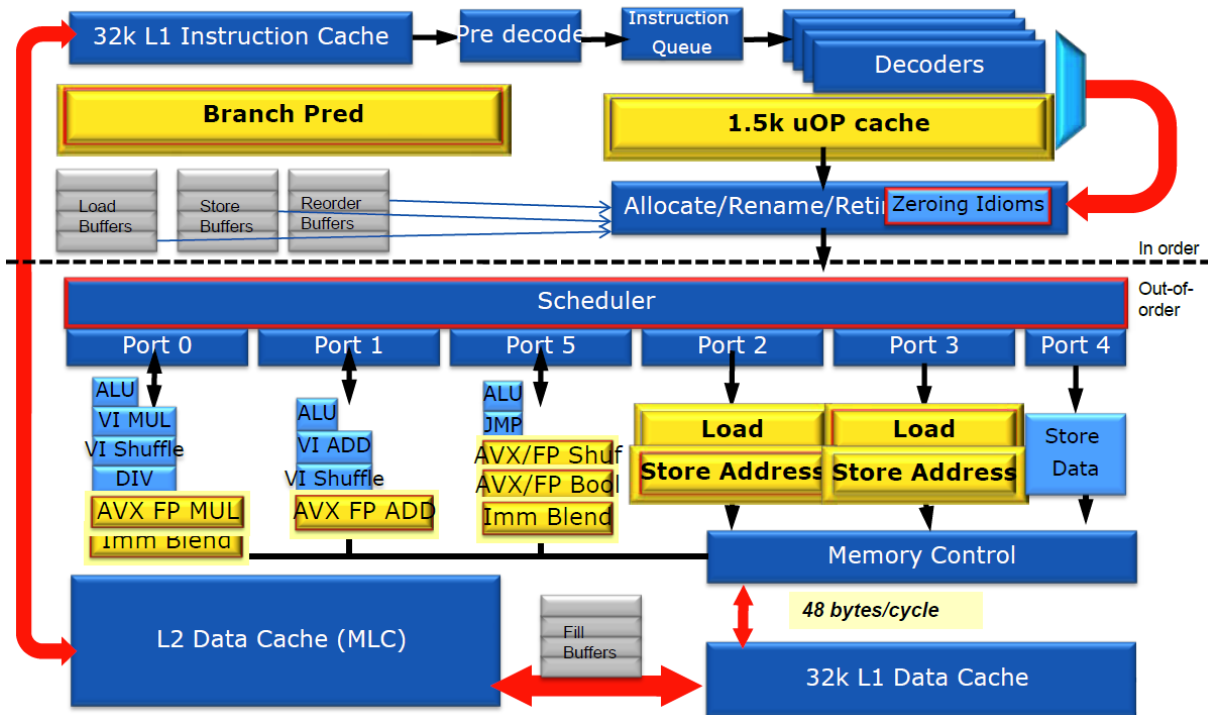 32k L1 Instruction Cache
Pre decode
Instruction
Queue
Decoders
Branch Pred
1.5k uOP cache
Load
Buffers
Store
Buffers
Reorder
Buffers
Allocate/Rename/Reti
Zeroing Idioms
In order
Out-of-
order
Scheduler
Port 0
Port 1
Port 5
Port 2
Port 3
Port 4
ALU
VI MUL
VI Shuffle
DIV
AVX FP MUL
Imm Blend
ALU
VI ADD
VI Shuffle
AVX FP ADD
ALU
JMP
AVX/FP Shuf
AVX/FP Bool
Imm Blend
Load
Store Address
Load
Store Address
Store
Data
Memory Control
48 bytes/cycle
L2 Data Cache (MLC)
Fill
Buffers
32k L1 Data Cache